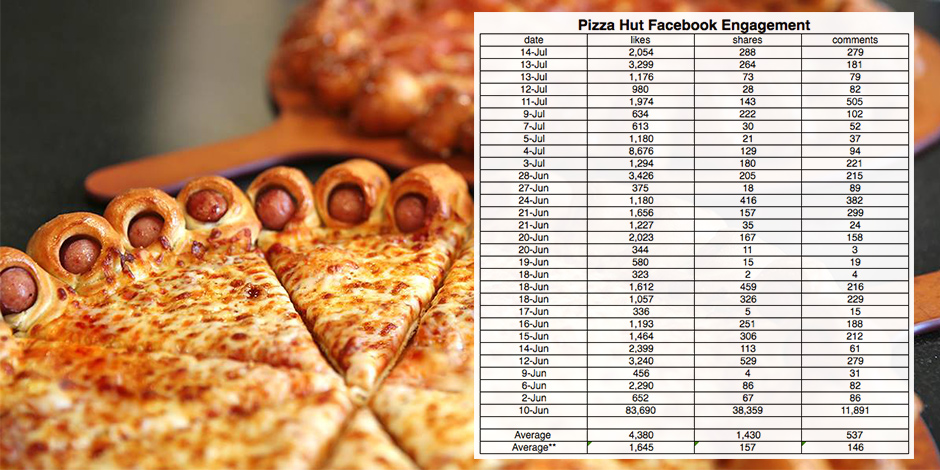 Pizza Hut Facebook Engagement
date likes shares comments
14-Jul 2,054 288 279
13-Jul 3,299 264 181
13-Jul 1,176 73 79
12-Jul 980 28 82
11-Jul 1,974 143 505
9-Jul 634 222 102
7-Jul 613 30 52
5-Jul 1,180 21 37
4-Jul 8,676 129 94
3-Jul 1,294 180 221
28-Jun 3,426 205 215
27-Jun 375 18 89
24-Jun 1,180 416 382
21-Jun 1,656 157 299
21-Jun 1,227 35 24
20-Jun 2,023 167 158
20-Jun 344 11 3
19-Jun 580 15 19
18-Jun 323 2 4
18-Jun 1,612 459 216
18-Jun 1,057 326 229
17-Jun 336 5 15
16-Jun 1,193 251 188
15-Jun 1,464 306 212
14-Jun 2,399 113 61
12-Jun 3,240 529 279
9-Jun 456 4 31
6-Jun 2,290 86 82
2-Jun 652 67 86
10-Jun 83,690 38,359 11,891
Average 4,380 1,430 537
Average** 1,645 157 146